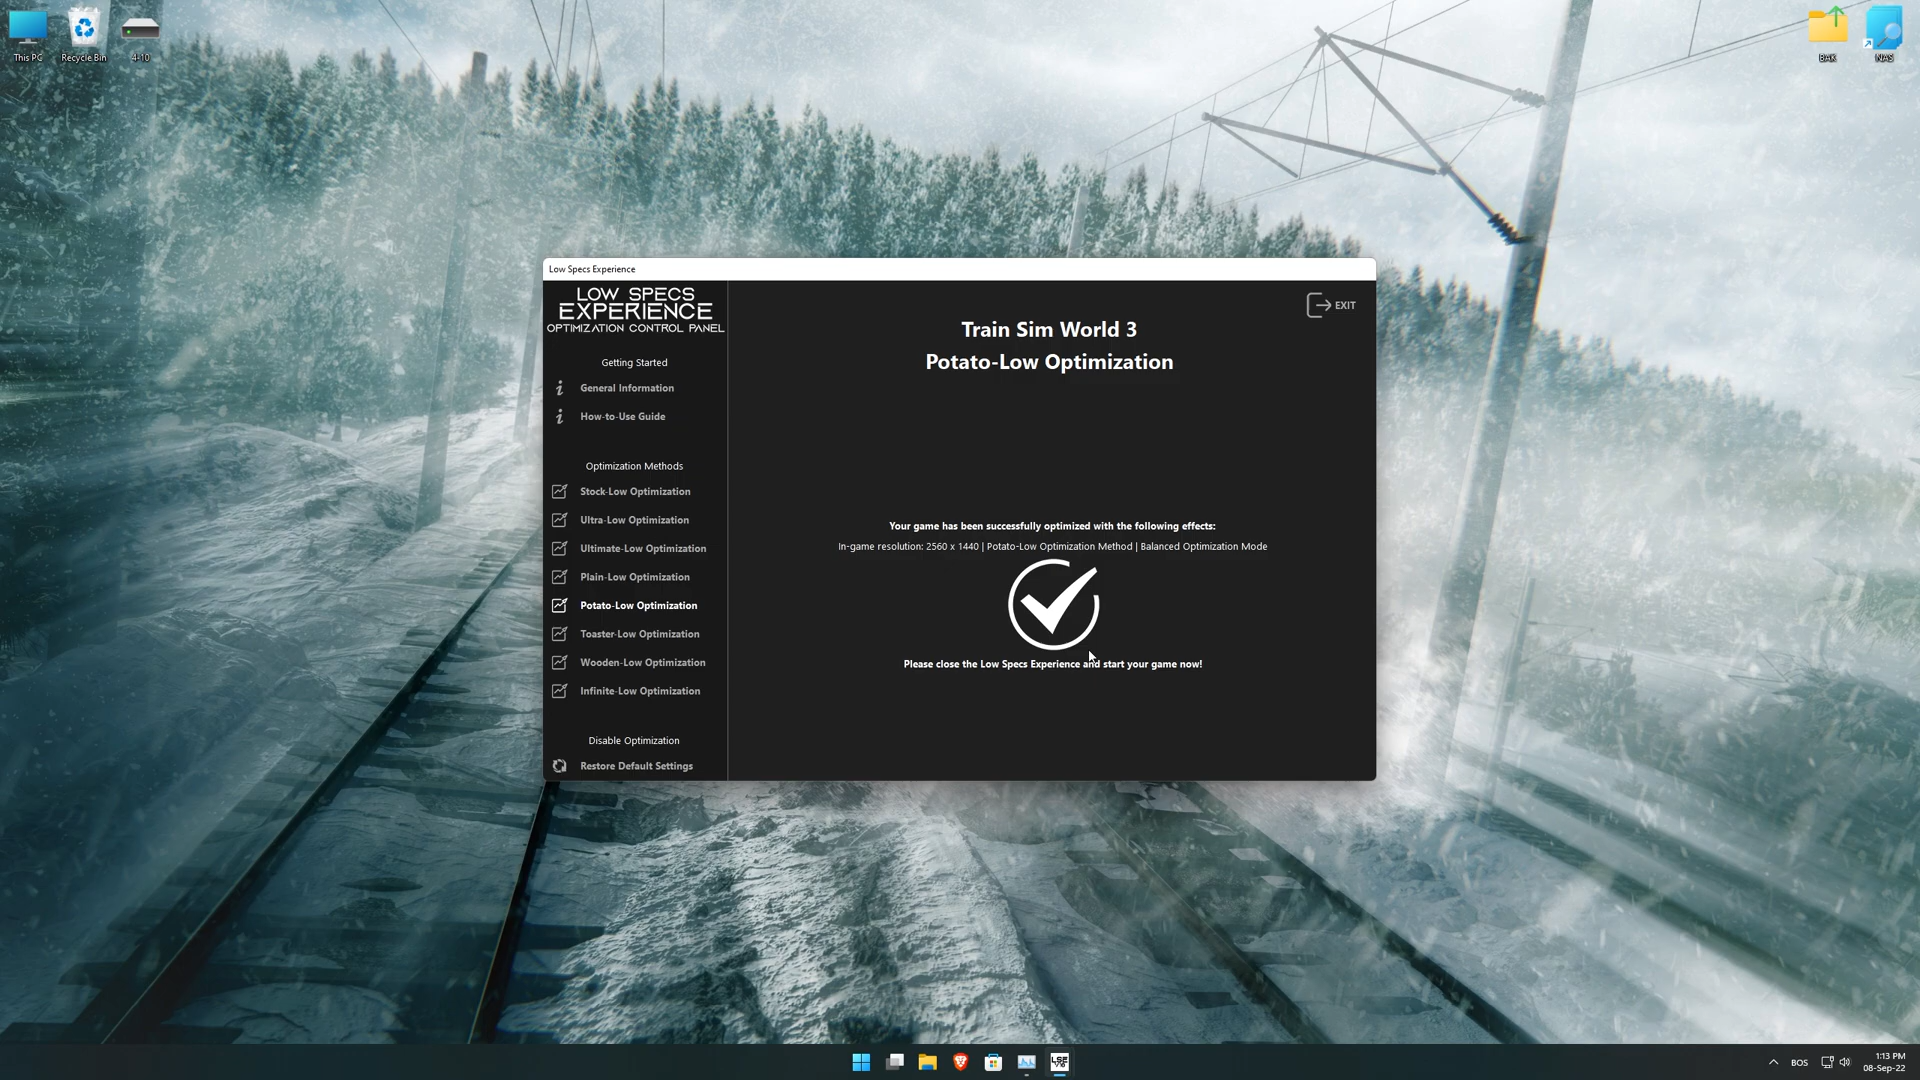 This PC
Recycle Bin
4-10
BAK
NAS
Low Specs Experience
LOW SPECS
EXPERIENCE
OPTIMIZATION CONTROL PANEL
Getting Started
General Information
How-to-Use Guide
Optimization Methods
Stock-Low Optimization
Ultra-Low Optimization
Ultimate-Low Optimization
Plain-Low Optimization
Potato-Low Optimization
Toaster-Low Optimization
Wooden-Low Optimization
Infinite-Low Optimization
Disable Optimization
Restore Default Settings
EXIT
Train Sim World 3
Potato-Low Optimization
Your game has been successfully optimized with the following effects:
In-game resolution: 2560 x 1440 | Potato-Low Optimization Method | Balanced Optimization Mode
Please close the Low Specs Experience and start your game now!
BOS
1:13 PM
08-Sep-22